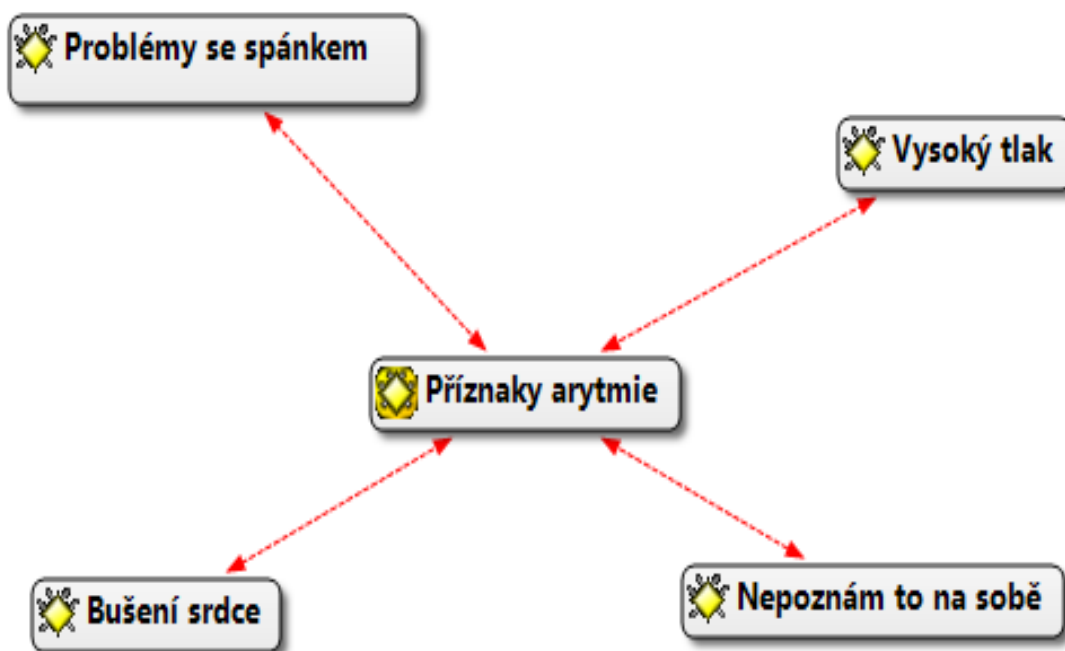 Problémy se spánkem
Vysoký tlak
Příznaky arytmie
Bušení srdce
Nepoznám to na sobě